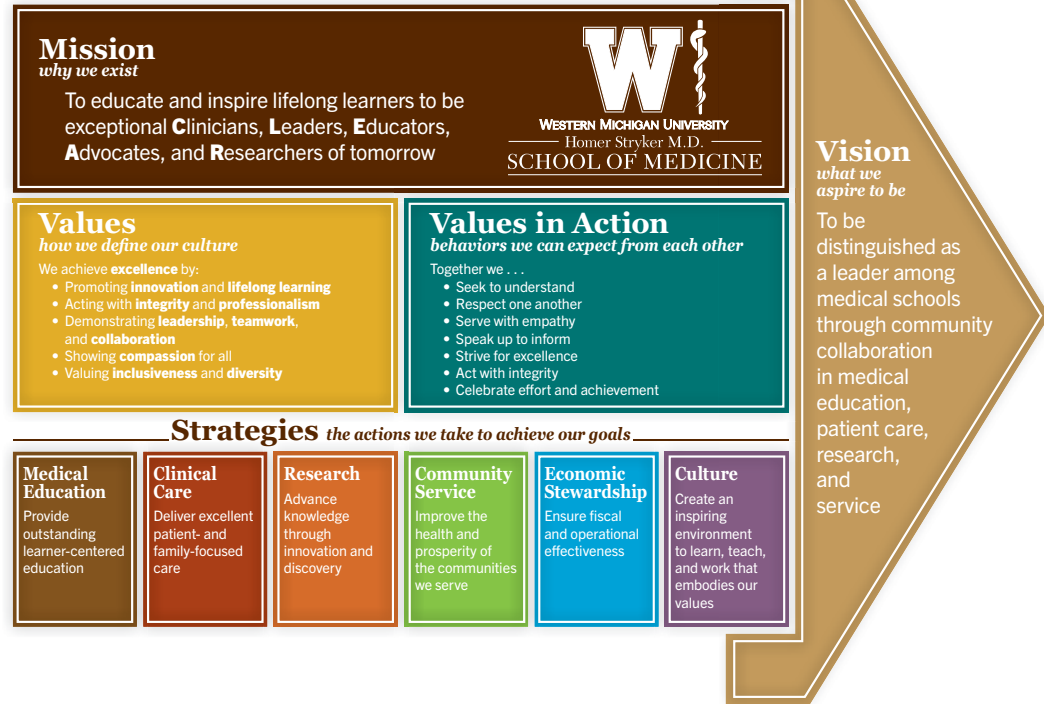 Mission
why we exist
To educate and inspire lifelong learners to be
exceptional Clinicians, Leaders, Educators,
Advocates, and Researchers of tomorrow
W
WESTERN MICHIGAN UNIVERSITY
Homer Stryker M.D.
SCHOOL OF MEDICINE
Values
how we define our culture
We achieve excellence by:
• Promoting innovation and lifelong learning
• Acting with integrity and professionalism
• Demonstrating leadership, teamwork,
and collaboration
• Showing compassion for all
• Valuing inclusiveness and diversity
Values in Action
behaviors we can expect from each other
Together we . . .
• Seek to understand
• Respect one another
• Serve with empathy
• Speak up to inform
• Strive for excellence
• Act with integrity
• Celebrate effort and achievement
Strategies the actions we take to achieve our goals
Medical
Education
Provide
outstanding
learner-centered
education
Clinical
Care
Deliver excellent
patient- and
family-focused
care
Research
Advance
knowledge
through
innovation and
discovery
Community
Service
Improve the
health and
prosperity of
the communities
we serve
Economic
Stewardship
Ensure fiscal
and operational
effectiveness
Culture
Create an
inspiring
environment
to learn, teach,
and work that
embodies our
values
Vision
what we
aspire to be
To be
distinguished as
a leader among
medical schools
through community
collaboration
in medical
education,
patient care,
research,
and
service